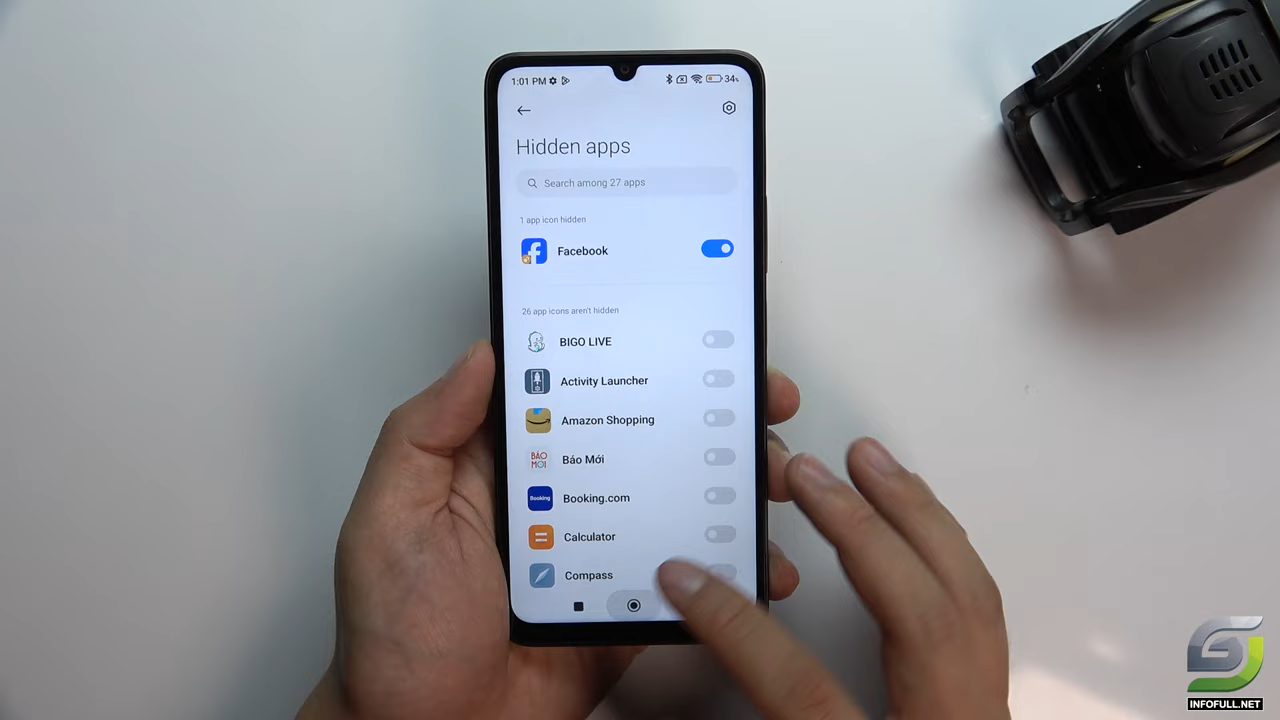 1:01 PM
34%
Hidden apps
Search among 27 apps
1 app icon hidden
Facebook
26 app icons aren't hidden
BIGO LIVE
Activity Launcher
Amazon Shopping
BÁO MỚI
Báo Mới
Booking
Booking.com
Calculator
Compass
INFOFULL.NET